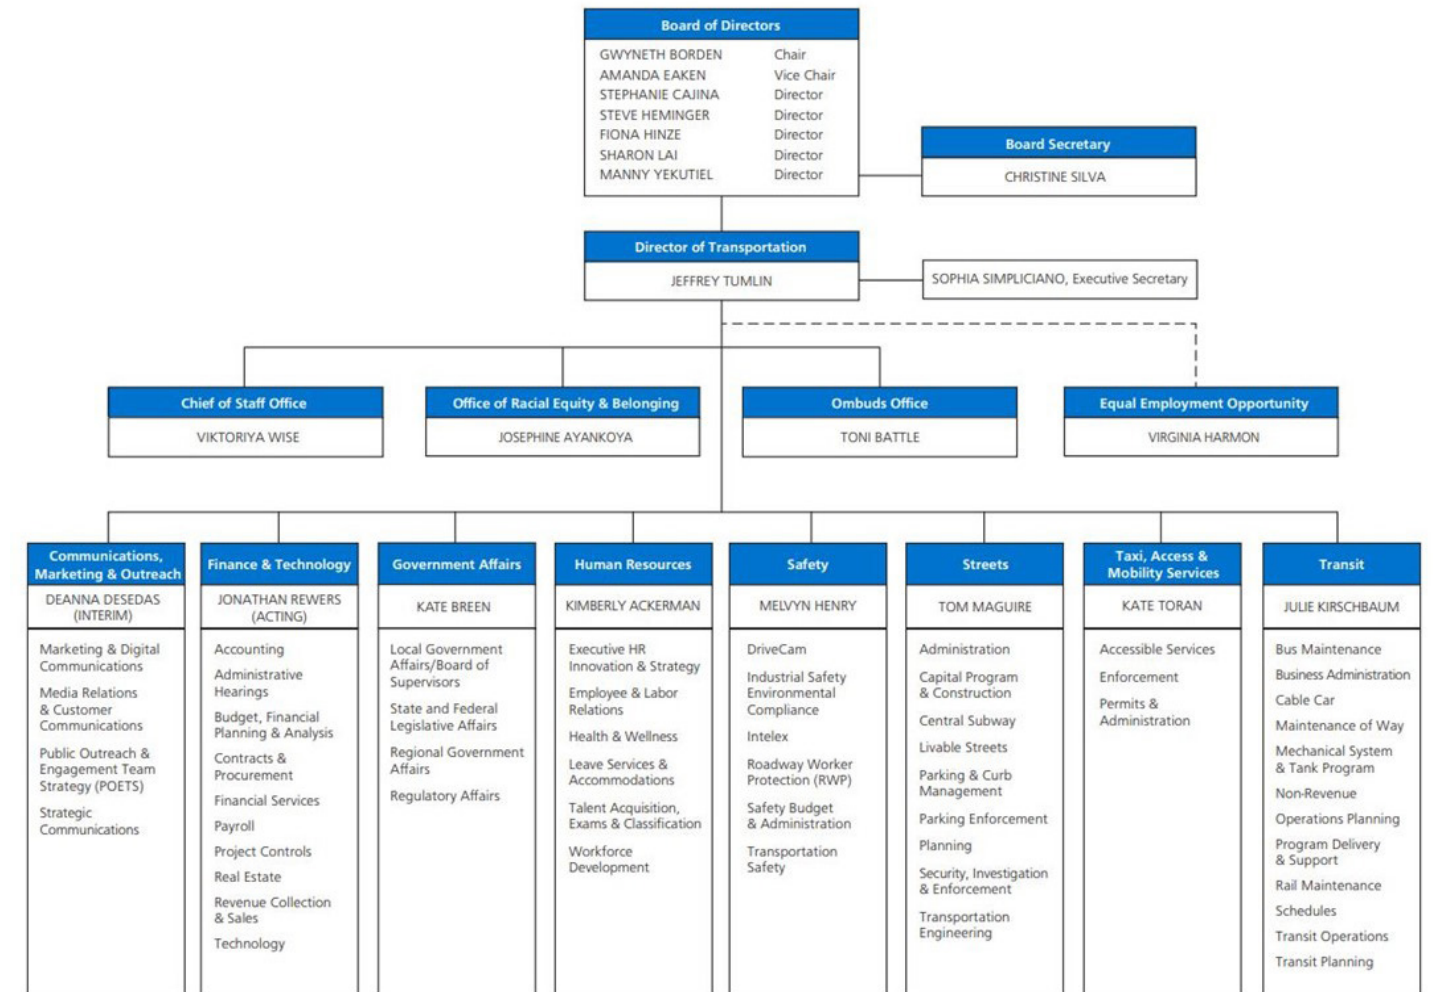 Board of Directors
GWYNETH BORDEN Chair
AMANDA EAKEN Vice Chair
STEPHANIE CAJINA Director
STEVE HEMINGER Director
FIONA HINZE Director
SHARON LAI Director
MANNY YEKUTIEL Director
Board Secretary
CHRISTINE SILVA
Director of Transportation
JEFFREY TUMLIN
SOPHIA SIMPLICIANO, Executive Secretary
Chief of Staff Office
VIKTORIYA WISE
Office of Racial Equity & Belonging
JOSEPHINE AYANKOYA
Ombuds Office
TONI BATTLE
Equal Employment Opportunity
VIRGINIA HARMON
Communications,
Marketing & Outreach
DEANNA DESEDAS
(INTERIM)
Marketing & Digital
Communications
Media Relations
& Customer
Communications
Public Outreach &
Engagement Team
Strategy (POETS)
Strategic
Communications
Finance & Technology
JONATHAN REWERS
(ACTING)
Accounting
Administrative
Hearings
Budget, Financial
Planning & Analysis
Contracts &
Procurement
Financial Services
Payroll
Project Controls
Real Estate
Revenue Collection
& Sales
Technology
Government Affairs
KATE BREEN
Local Government
Affairs/Board of
Supervisors
State and Federal
Legislative Affairs
Regional Government
Affairs
Regulatory Affairs
Human Resources
KIMBERLY ACKERMAN
Executive HR
Innovation & Strategy
Employee & Labor
Relations
Health & Wellness
Leave Services &
Accommodations
Talent Acquisition,
Exams & Classification
Workforce
Development
Safety
MELVYN HENRY
DriveCam
Industrial Safety
Environmental
Compliance
Intelex
Roadway Worker
Protection (RWP)
Safety Budget
& Administration
Transportation
Safety
Streets
TOM MAGUIRE
Administration
Capital Program
& Construction
Central Subway
Livable Streets
Parking & Curb
Management
Parking Enforcement
Planning
Security, Investigation
& Enforcement
Transportation
Engineering
Taxi, Access &
Mobility Services
KATE TORAN
Accessible Services
Enforcement
Permits &
Administration
Transit
JULIE KIRSCHBAUM
Bus Maintenance
Business Administration
Cable Car
Maintenance of Way
Mechanical System
& Tank Program
Non-Revenue
Operations Planning
Program Delivery
& Support
Rail Maintenance
Schedules
Transit Operations
Transit Planning